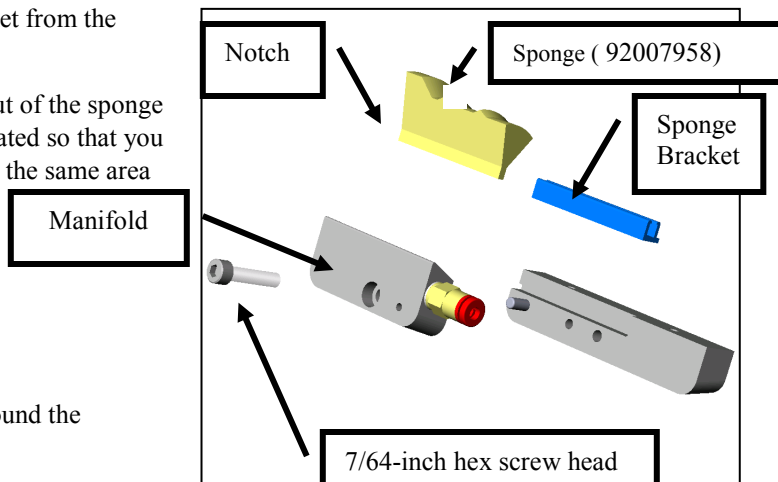 et from the
ut of the sponge
ated so that you
the same area
ound the
Notch
Sponge ( 92007958)
Sponge
Bracket
Manifold
7/64-inch hex screw head